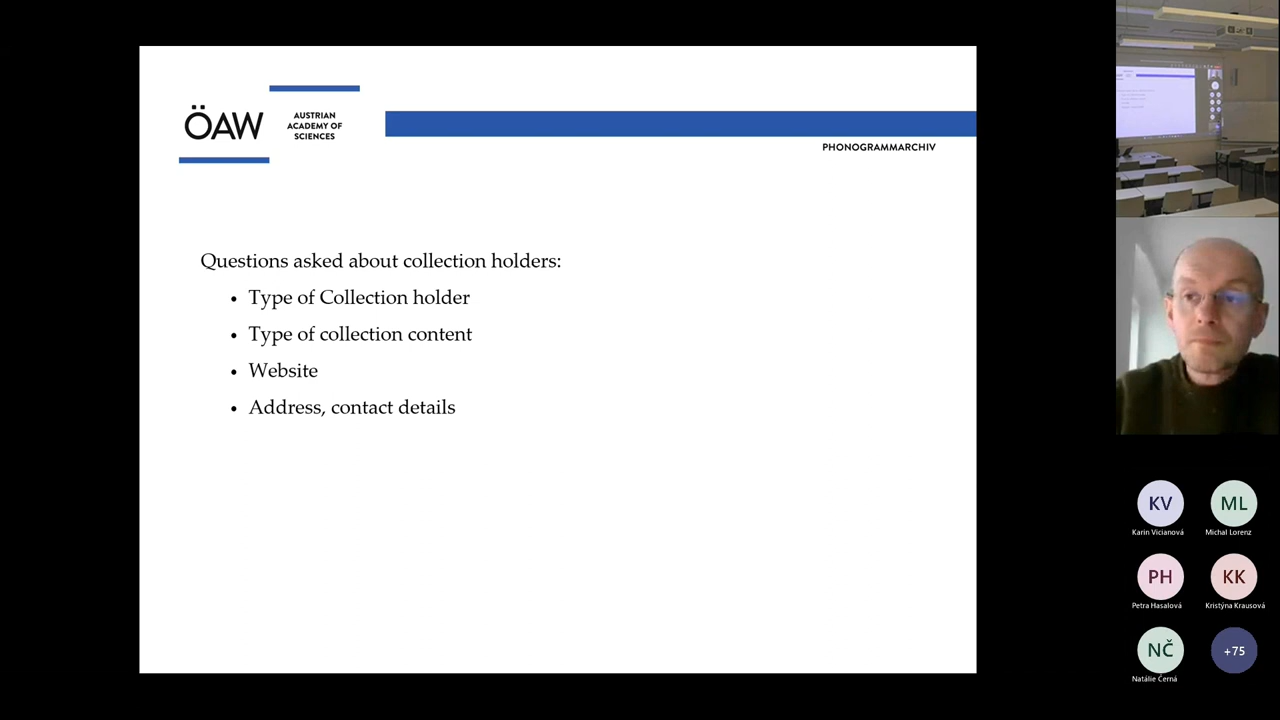 ÖAW
AUSTRIAN
ACADEMY OF
SCIENCES
PHONOGRAMMARCHIV
Questions asked about collection holders:
• Type of Collection holder
• Type of collection content
• Website
• Address, contact details
KV
ML
Karin Vicianová
Michal Lorenz
PH
KK
Petra Hasalová
Kristýna Krausová
NČ
+75
Natálie Černá